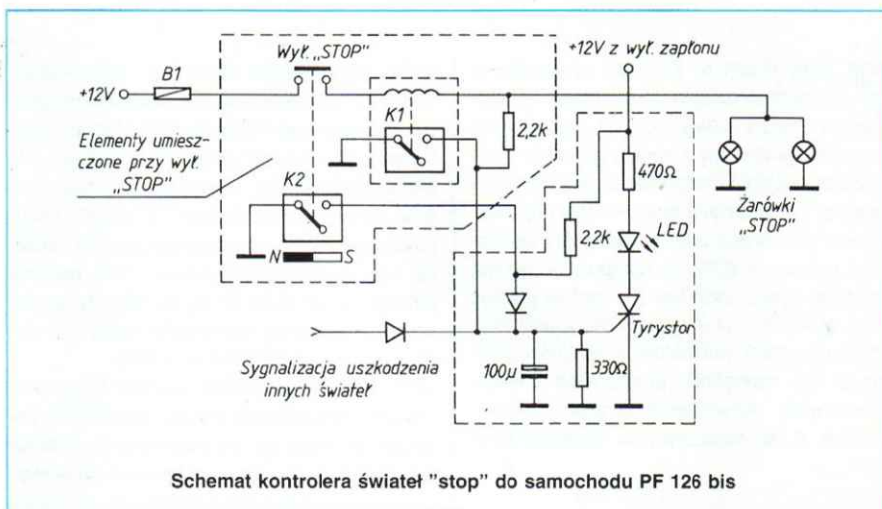 Wył. „STOP"
+12V z wył. zapłonu
B1
+12V
K1
2,2k
Elementy umiesz-
czone przy wył.
„STOP"
K2
470Ω
LED
Żarówki
„STOP"
2,2k
N
S
Tyrystor
Sygnalizacja uszkodzenia
innych świateł
100μ
330Ω
Schemat kontrolera świateł "stop" do samochodu PF 126 bis